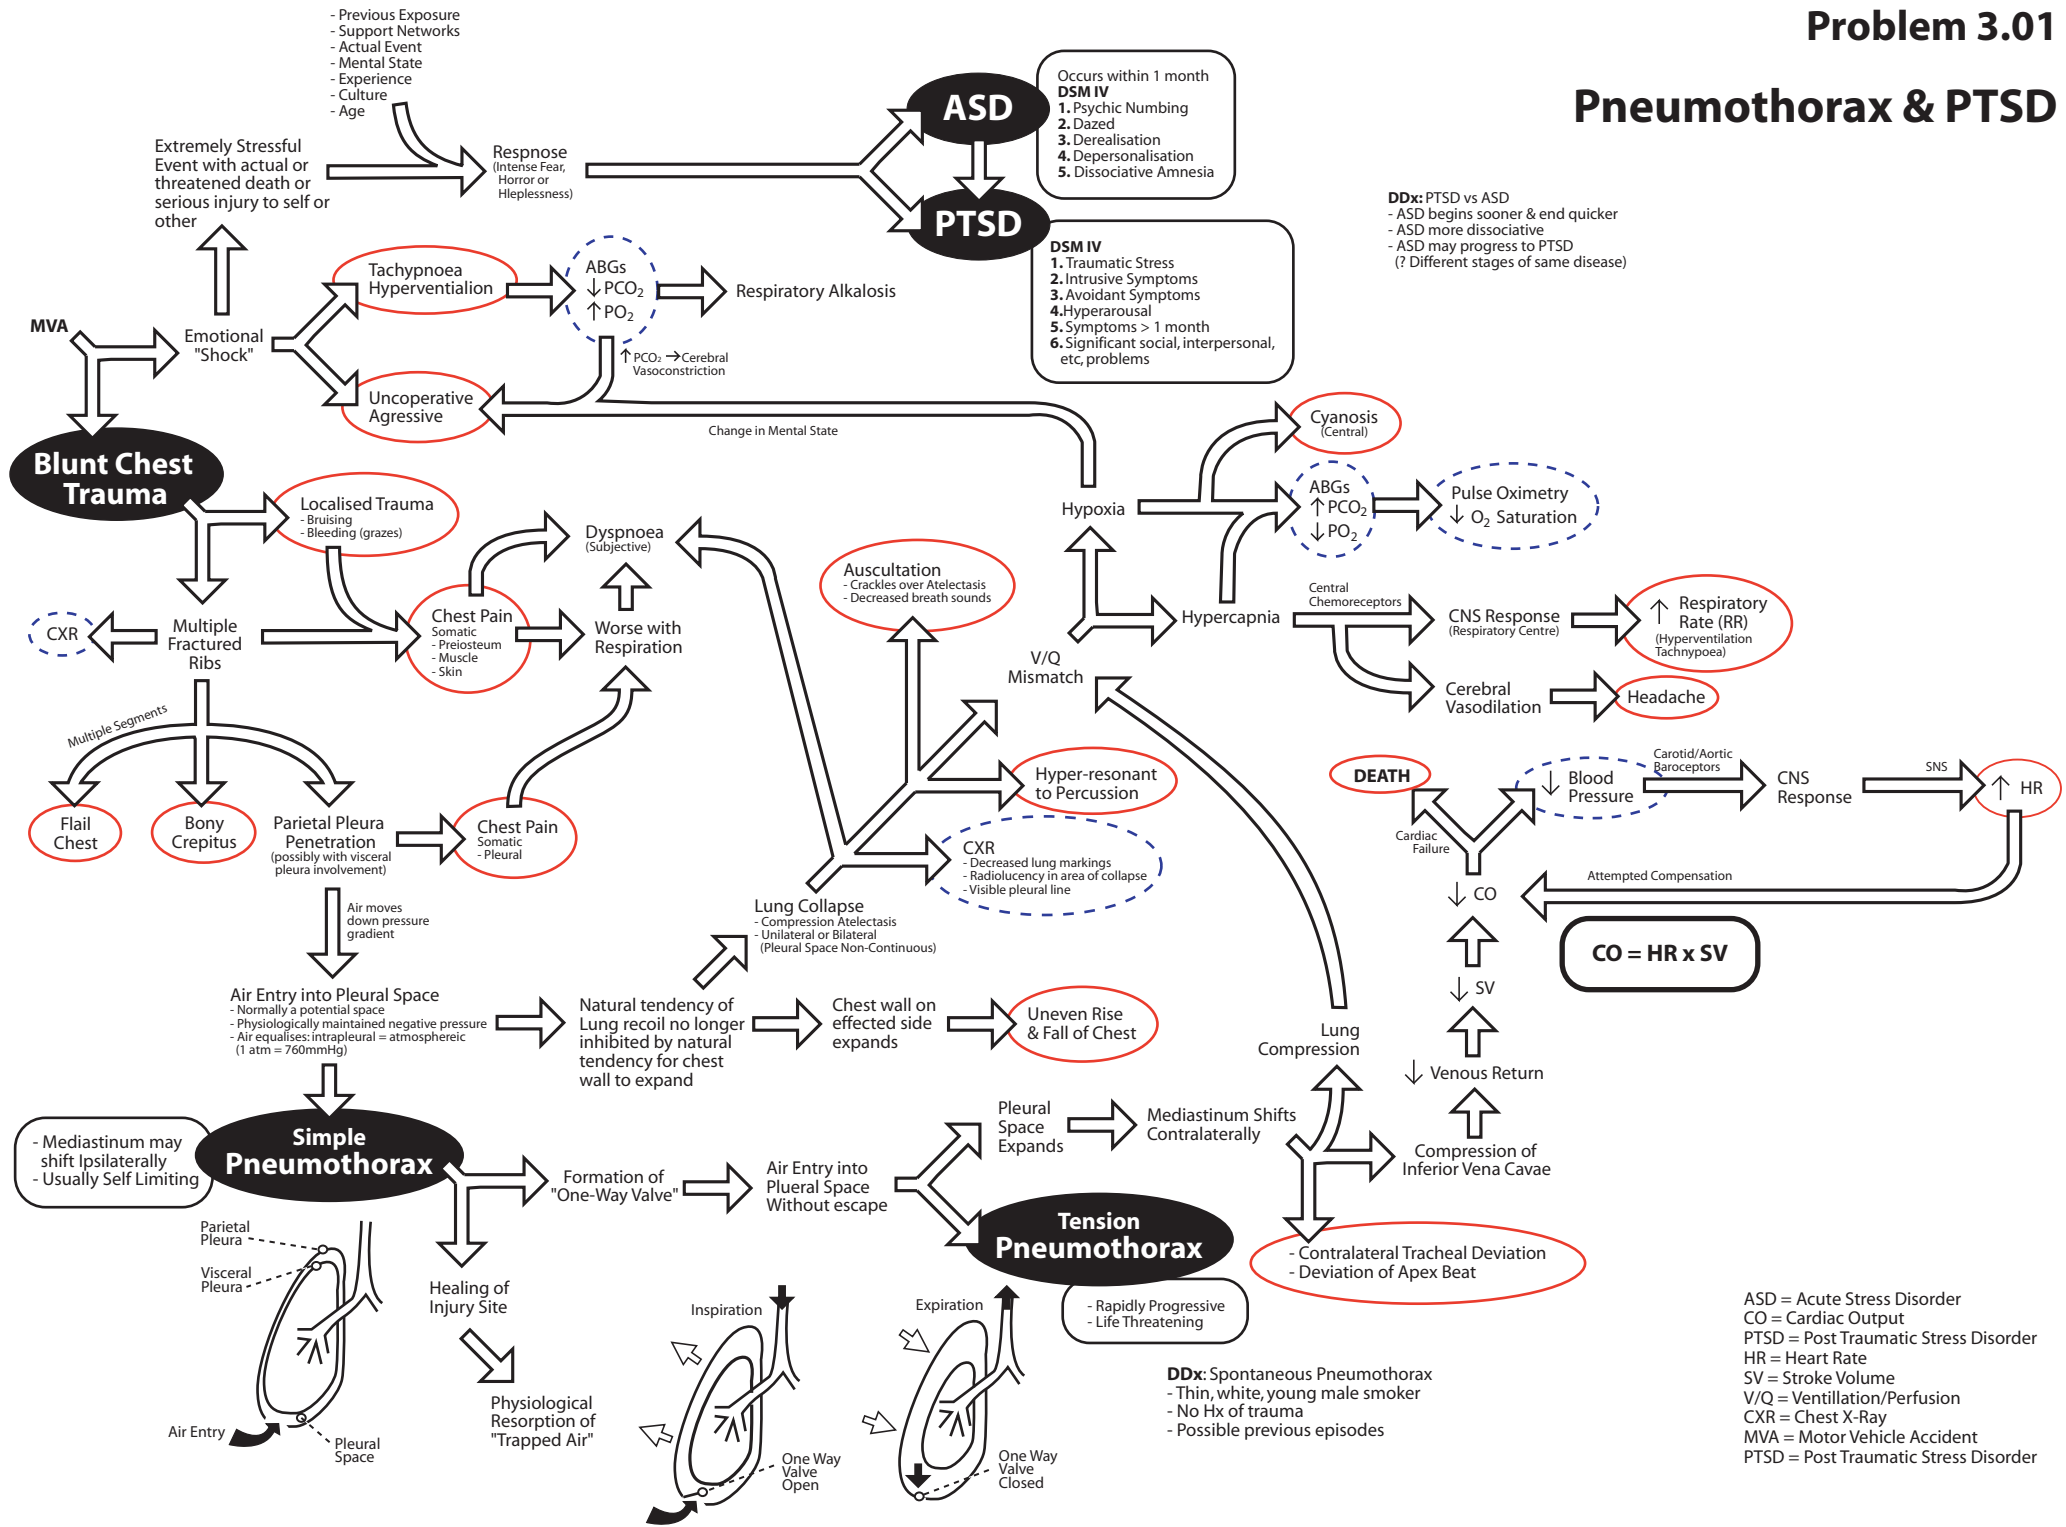 Problem 3.01
Pneumothorax & PTSD
- Previous Exposure
- Support Networks
- Actual Event
- Mental State
- Experience
- Culture
- Age
Extremely Stressful
Event with actual or
threatened death or
serious injury to self or
other
Respnose
(Intense Fear,
Horror or
Hleplessness)
ASD
Occurs within 1 month
DSM IV
1. Psychic Numbing
2. Dazed
3. Derealisation
4. Depersonalisation
5. Dissociative Amnesia
PTSD
DSM IV
1. Traumatic Stress
2. Intrusive Symptoms
3. Avoidant Symptoms
4. Hyperarousal
5. Symptoms > 1 month
6. Significant social, interpersonal,
etc, problems
DDx: PTSD vs ASD
- ASD begins sooner & end quicker
- ASD more dissociative
- ASD may progress to PTSD
(? Different stages of same disease)
MVA
Emotional
"Shock"
Tachypnoea
Hyperventialion
ABGs
↓ PCO2
↑ PO2
Respiratory Alkalosis
↑ PCO2 → Cerebral
Vasoconstriction
Uncoperative
Agressive
Change in Mental State
Blunt Chest
Trauma
Localised Trauma
- Bruising
- Bleeding (grazes)
Multiple
Fractured
Ribs
CXR
Chest Pain
Somatic
- Preiosteum
- Muscle
- Skin
Dyspnoea
(Subjective)
Worse with
Respiration
Multiple Segments
Flail
Chest
Bony
Crepitus
Parietal Pleura
Penetration
(possibly with visceral
pleura involvement)
Chest Pain
Somatic
- Pleural
Air moves
down pressure
gradient
Auscultation
- Crackles over Atelectasis
- Decreased breath sounds
Hyper-resonant
to Percussion
CXR
- Decreased lung markings
- Radiolucency in area of collapse
- Visible pleural line
Lung Collapse
- Compression Atelectasis
- Unilateral or Bilateral
(Pleural Space Non-Continuous)
Hypoxia
Cyanosis
(Central)
ABGs
↑ PCO2
↓ PO2
Pulse Oximetry
↓ O2 Saturation
V/Q
Mismatch
Hypercapnia
Central
Chemoreceptors
CNS Response
(Respiratory Centre)
↑ Respiratory
Rate (RR)
(Hyperventilation
Tachnypoea)
Cerebral
Vasodilation
Headache
DEATH
Cardiac
Failure
↓ Blood
Pressure
Carotid/Aortic
Baroceptors
CNS
Response
SNS
↑ HR
Attempted Compensation
↓ CO
CO = HR x SV
↓ SV
↓ Venous Return
Compression of
Inferior Vena Cavae
Air Entry into Pleural Space
- Normally a potential space
- Physiologically maintained negative pressure
- Air equalises: intrapleural = atmosphereic
(1 atm = 760mmHg)
Natural tendency of
Lung recoil no longer
inhibited by natural
tendency for chest
wall to expand
Chest wall on
effected side
expands
Uneven Rise
& Fall of Chest
Lung
Compression
Simple
Pneumothorax
- Mediastinum may
shift Ipsilaterally
- Usually Self Limiting
Formation of
"One-Way Valve"
Air Entry into
Plueral Space
Without escape
Pleural
Space
Expands
Mediastinum Shifts
Contralaterally
Tension
Pneumothorax
- Rapidly Progressive
- Life Threatening
- Contralateral Tracheal Deviation
- Deviation of Apex Beat
Healing of
Injury Site
Physiological
Resorption of
"Trapped Air"
Parietal
Pleura
Visceral
Pleura
Air Entry
Pleural
Space
Inspiration
One Way
Valve
Open
Expiration
One Way
Valve
Closed
DDx: Spontaneous Pneumothorax
- Thin, white, young male smoker
- No Hx of trauma
- Possible previous episodes
ASD = Acute Stress Disorder
CO = Cardiac Output
PTSD = Post Traumatic Stress Disorder
HR = Heart Rate
SV = Stroke Volume
V/Q = Ventillation/Perfusion
CXR = Chest X-Ray
MVA = Motor Vehicle Accident
PTSD = Post Traumatic Stress Disorder